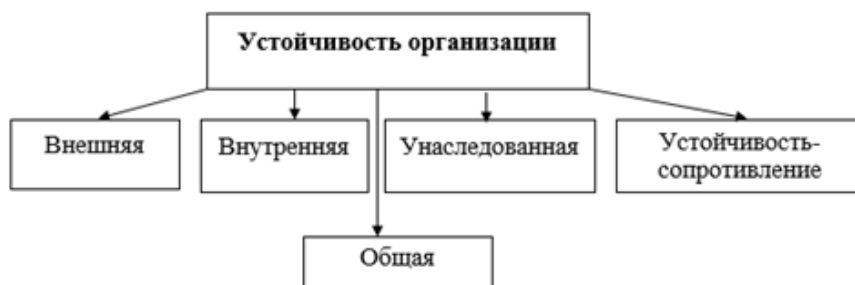 Устойчивость организации
Внешняя
Внутренняя
Унаследованная
Устойчивость-
сопротивление
Общая